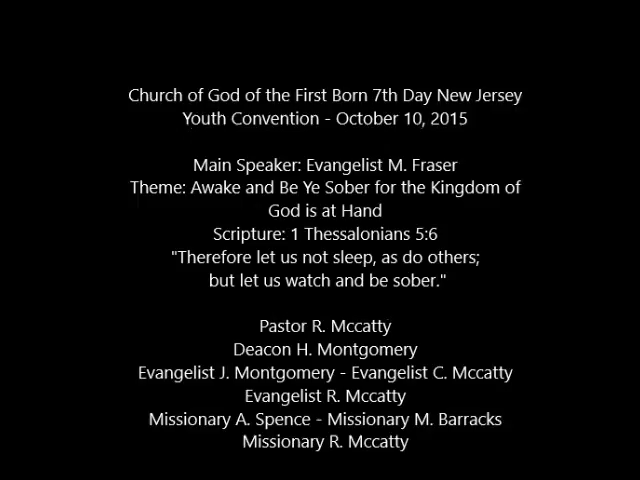 Church of God of the First Born 7th Day New Jersey
Youth Convention - October 10, 2015
Main Speaker: Evangelist M. Fraser
Theme: Awake and Be Ye Sober for the Kingdom of
God is at Hand
Scripture: 1 Thessalonians 5:6
"Therefore let us not sleep, as do others;
but let us watch and be sober."
Pastor R. Mccatty
Deacon H. Montgomery
Evangelist J. Montgomery - Evangelist C. Mccatty
Evangelist R. Mccatty
Missionary A. Spence - Missionary M. Barracks
Missionary R. Mccatty